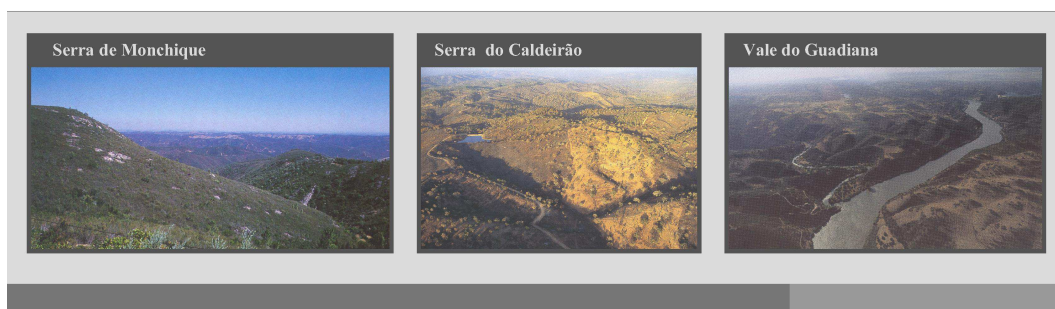 Serra de Monchique
Serra do Caldeirão
Vale do Guadiana